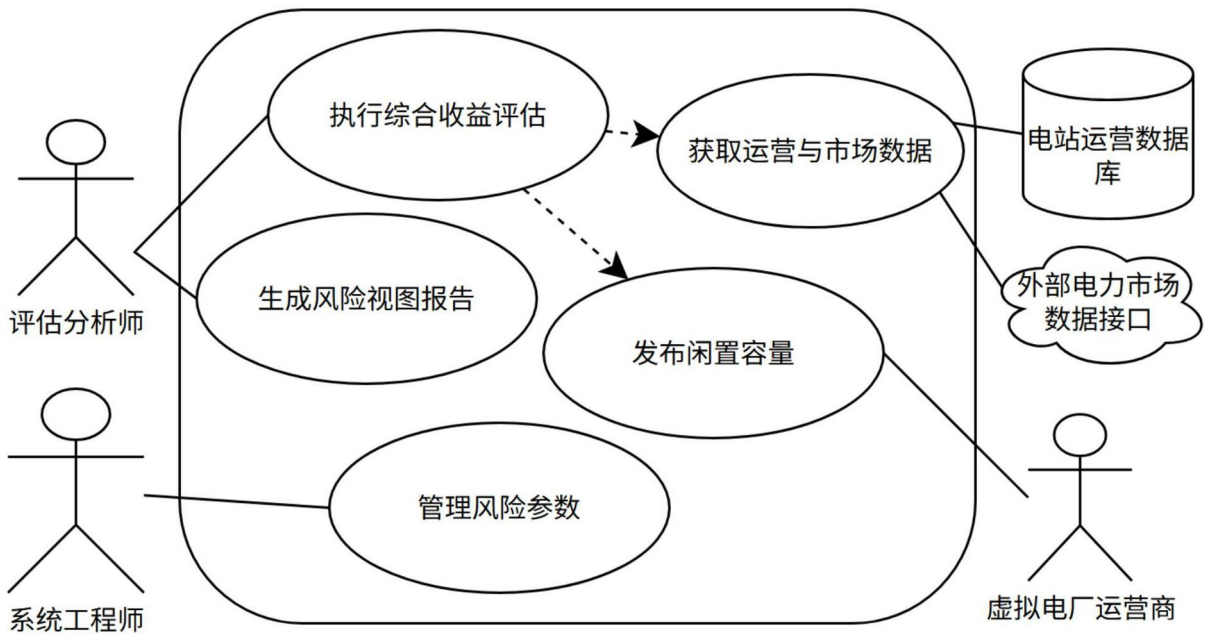 执行综合收益评估
获取运营与市场数据
电站运营数据
库
生成风险视图报告
评估分析师
外部电力市场
数据接口
发布闲置容量
管理风险参数
系统工程师
虚拟电厂运营商